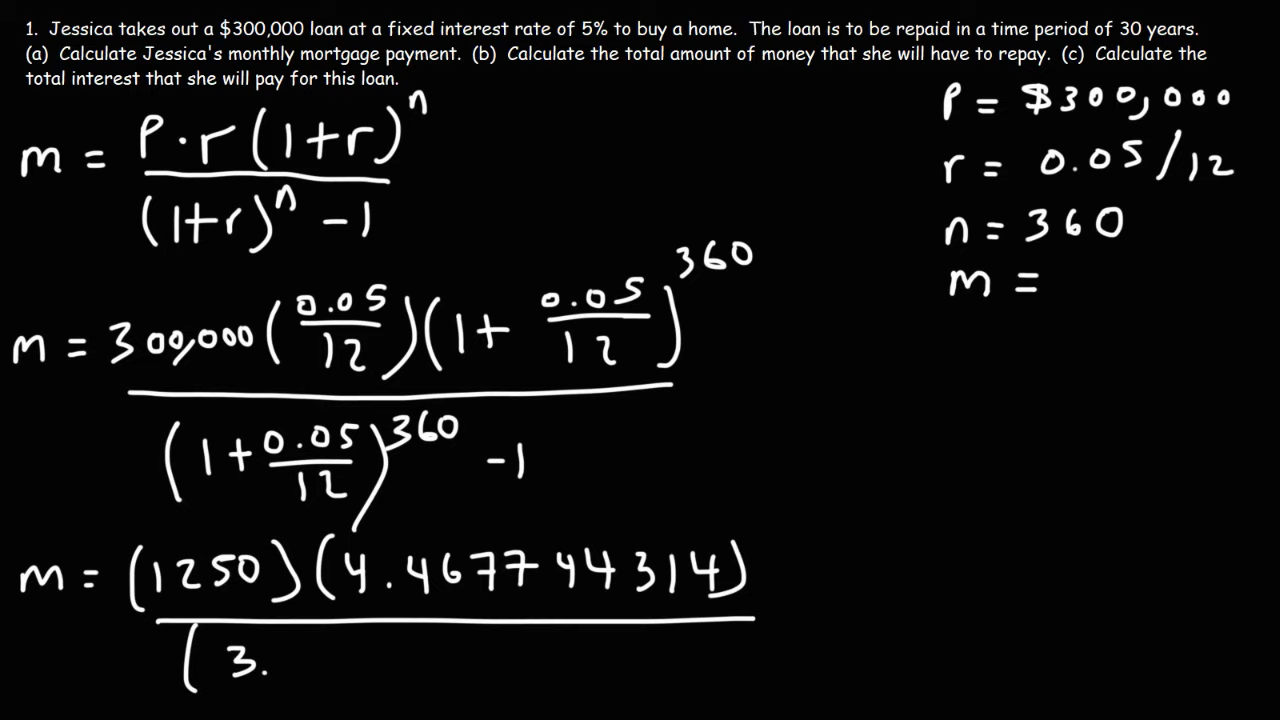 1. Jessica takes out a $300,000 loan at a fixed interest rate of 5% to buy a home. The loan is to be repaid in a time period of 30 years.
(a) Calculate Jessica's monthly mortgage payment. (b) Calculate the total amount of money that she will have to repay. (c) Calculate the
total interest that she will pay for this loan.
m = P·r(1+r)^n / (1+r)^n - 1
P = $300,000
r = 0.05/12
n = 360
m =
m = 300,000(0.05/12)(1+ 0.05/12)^360
(1+0.05/12)^360 -1
m = (1250)(4.467744314)
(3.